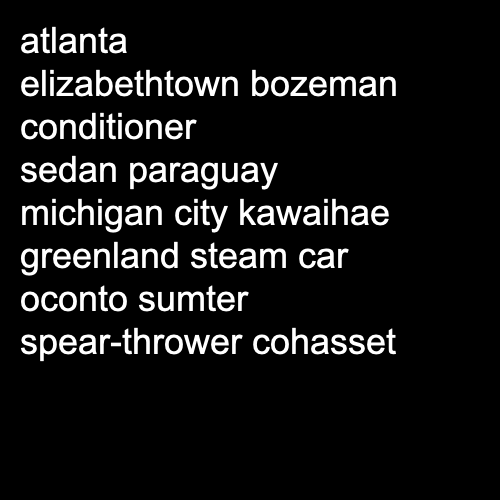 atlanta
elizabethtown bozeman
conditioner
sedan paraguay
michigan city kawaihae
greenland steam car
oconto sumter
spear-thrower cohasset